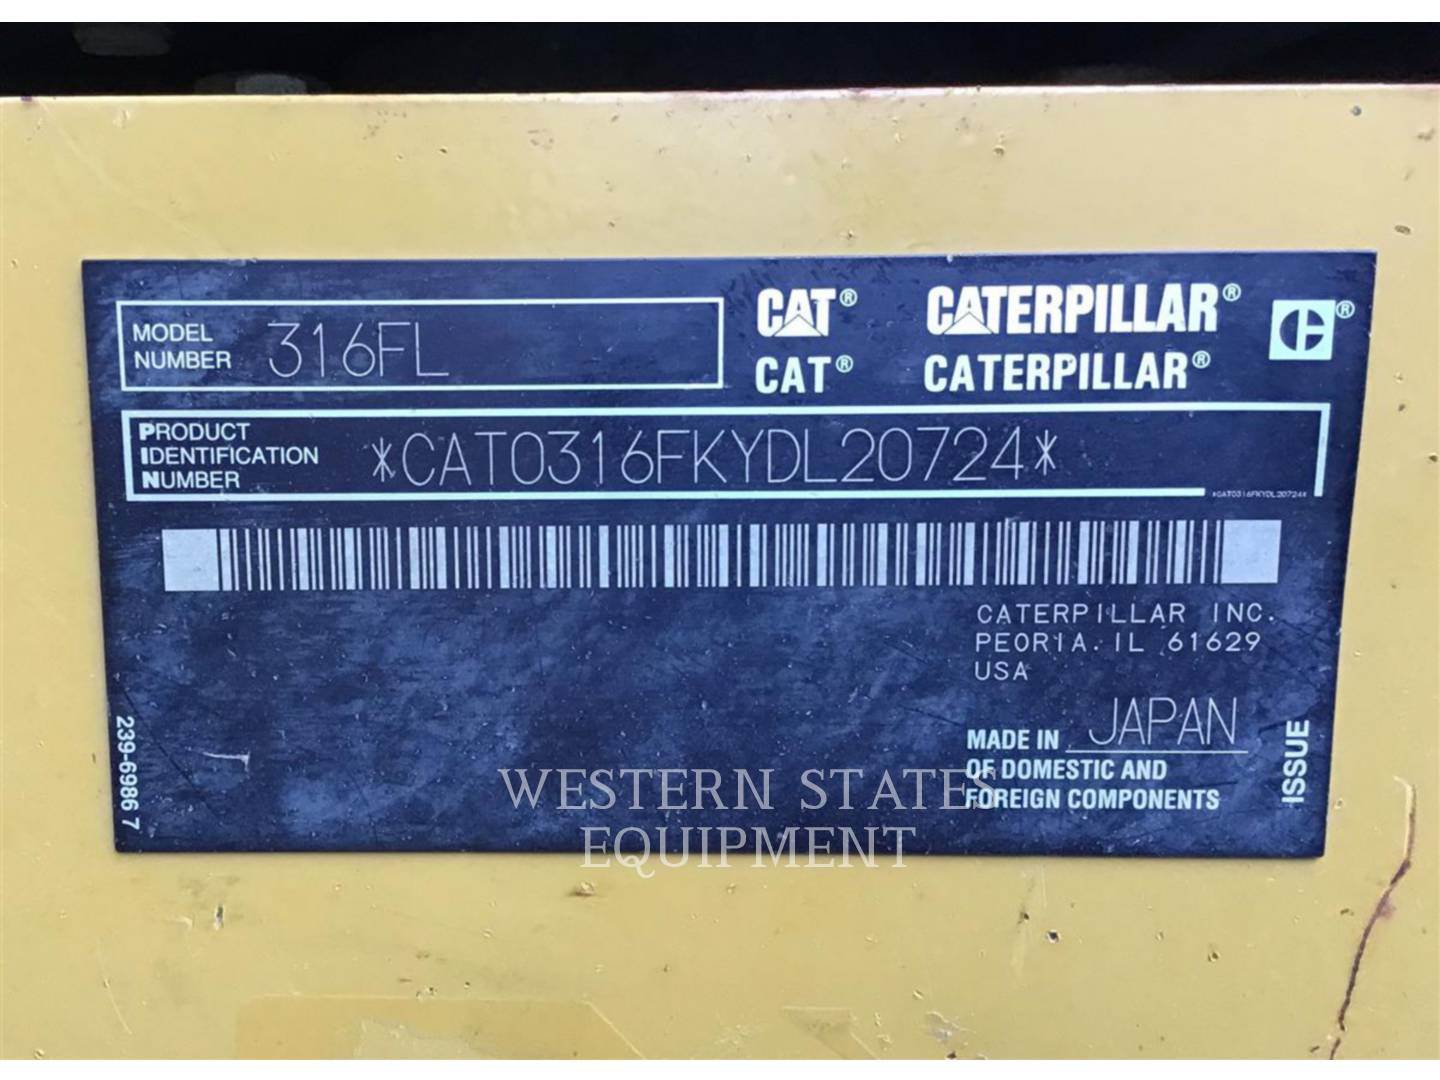 MODEL
NUMBER 316FL
CAT® CATERPILLAR® ®
CAT® CATERPILLAR®
PRODUCT
IDENTIFICATION
NUMBER
*CAT0316FKYDL20724*
*CAT0316FKYDL20724*
CATERPILLAR INC.
PEORIA. IL 61629
USA
MADE IN JAPAN
OF DOMESTIC AND
FOREIGN COMPONENTS
ISSUE
239-6986 7
WESTERN STATES
EQUIPMENT